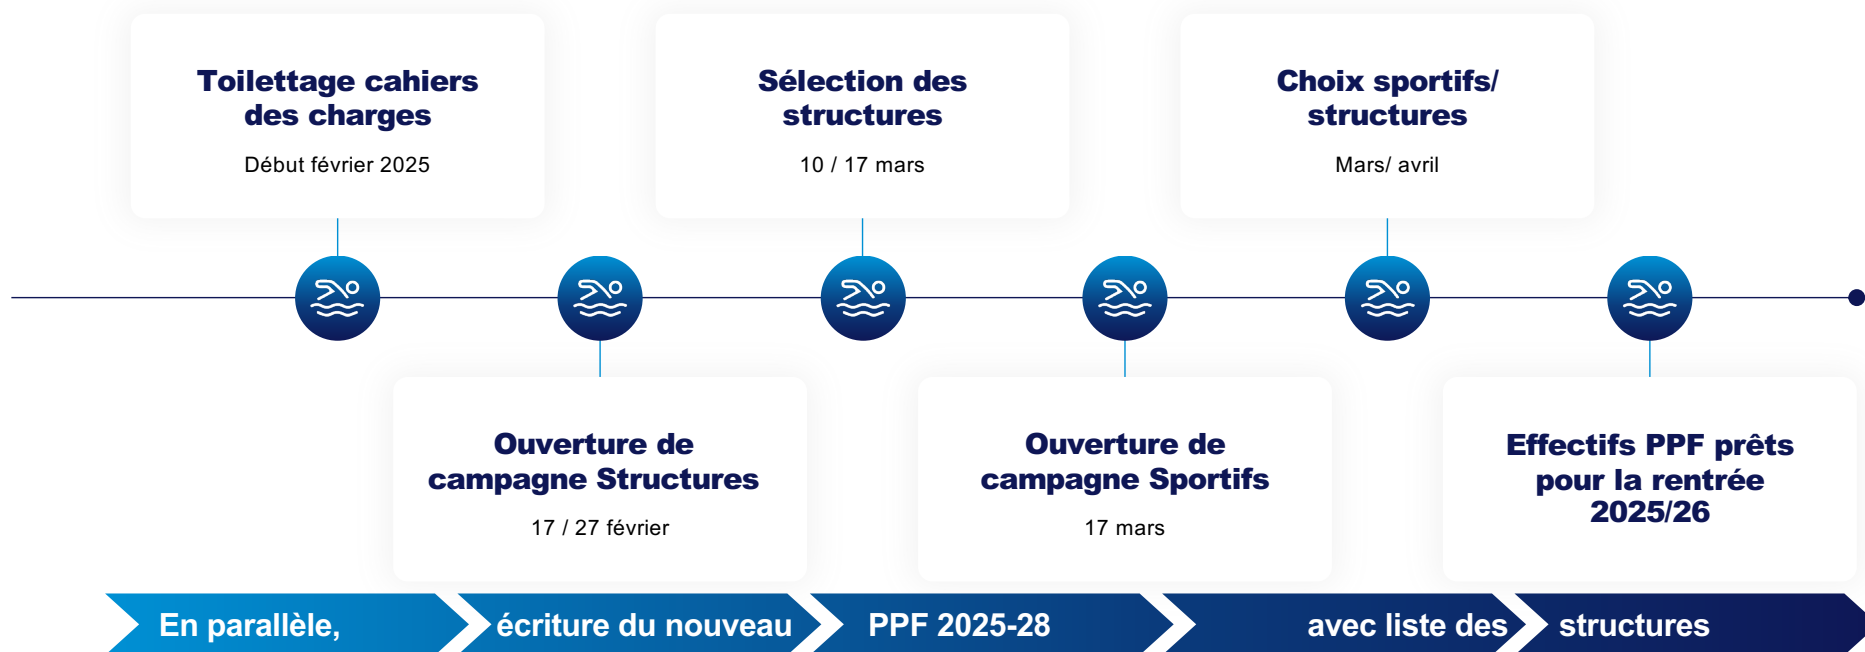 Toilettage cahiers
des charges
Début février 2025
Sélection des
structures
10 / 17 mars
Choix sportifs/
structures
Mars/ avril
Ouverture de
campagne Structures
17 / 27 février
Ouverture de
campagne Sportifs
17 mars
Effectifs PPF prêts
pour la rentrée
2025/26
En parallèle, écriture du nouveau PPF 2025-28 avec liste des structures